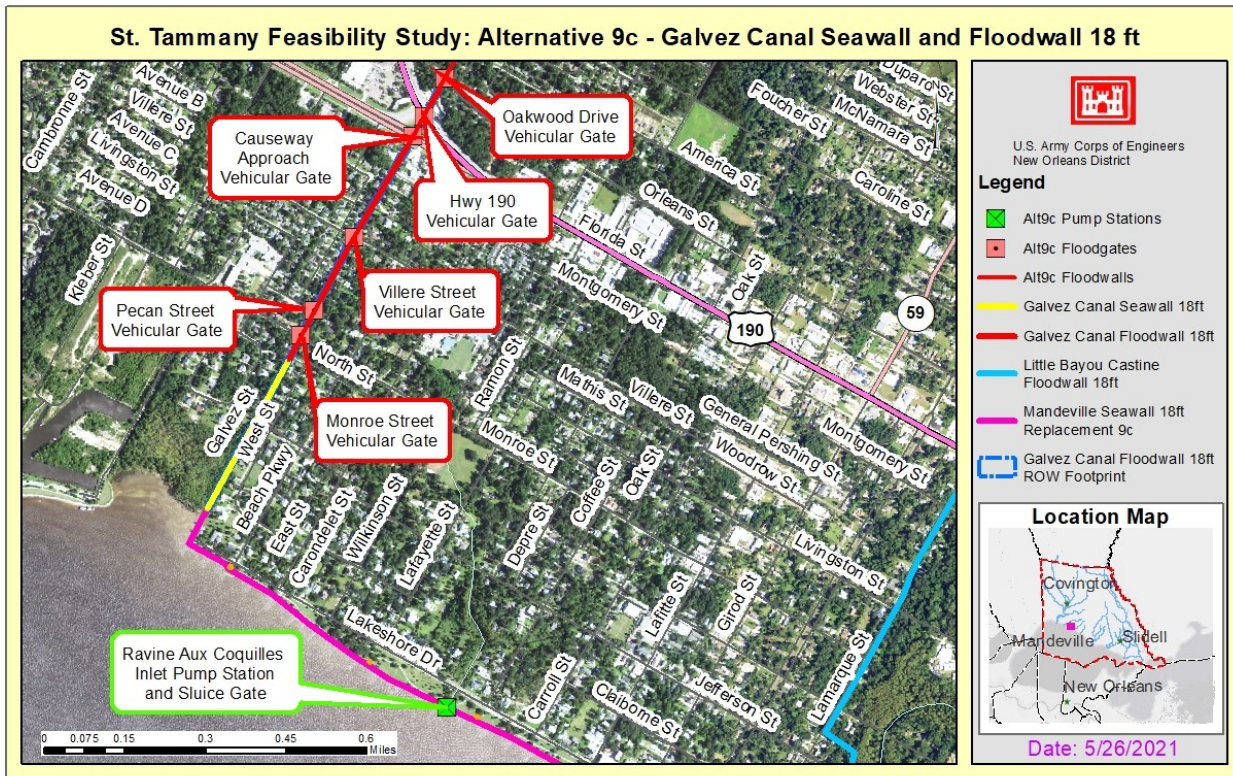 St. Tammany Feasibility Study: Alternative 9c - Galvez Canal Seawall and Floodwall 18 ft
Cambronne St
Avenue B
Villere St
Avenue C
Livingston St
Avenue D
Kleber St
Causeway
Approach
Vehicular Gate
Oakwood Drive
Vehicular Gate
Hwy 190
Vehicular Gate
Villere Street
Vehicular Gate
Pecan Street
Vehicular Gate
Monroe Street
Vehicular Gate
Dupard St
Webster St
McNamara St
Foucher St
Caroline St
America St
Orleans St
Florida St
Montgomery St
Oak St
190
59
North St
Galvez St
West St
Beach Pkwy
East St
Carondelet St
Wilkinson St
Lafayette St
Ramon St
Monroe St
Mathis St
Villere St
General Pershing St
Woodrow St
Montgomery St
Coffee St
Oak St
Depre St
Livingston St
Lafitte St
Girod St
Lakeshore Dr
Carroll St
Claiborne St
Jefferson St
Lamarque St
Ravine Aux Coquilles
Inlet Pump Station
and Sluice Gate
0 0.075 0.15 0.3 0.45 0.6
Miles
U.S. Army Corps of Engineers
New Orleans District
Legend
Alt9c Pump Stations
Alt9c Floodgates
Alt9c Floodwalls
Galvez Canal Seawall 18ft
Galvez Canal Floodwall 18ft
Little Bayou Castine
Floodwall 18ft
Mandeville Seawall 18ft
Replacement 9c
Galvez Canal Floodwall 18ft
ROW Footprint
Location Map
Covington
Mandeville
Slidell
New Orleans
Date: 5/26/2021